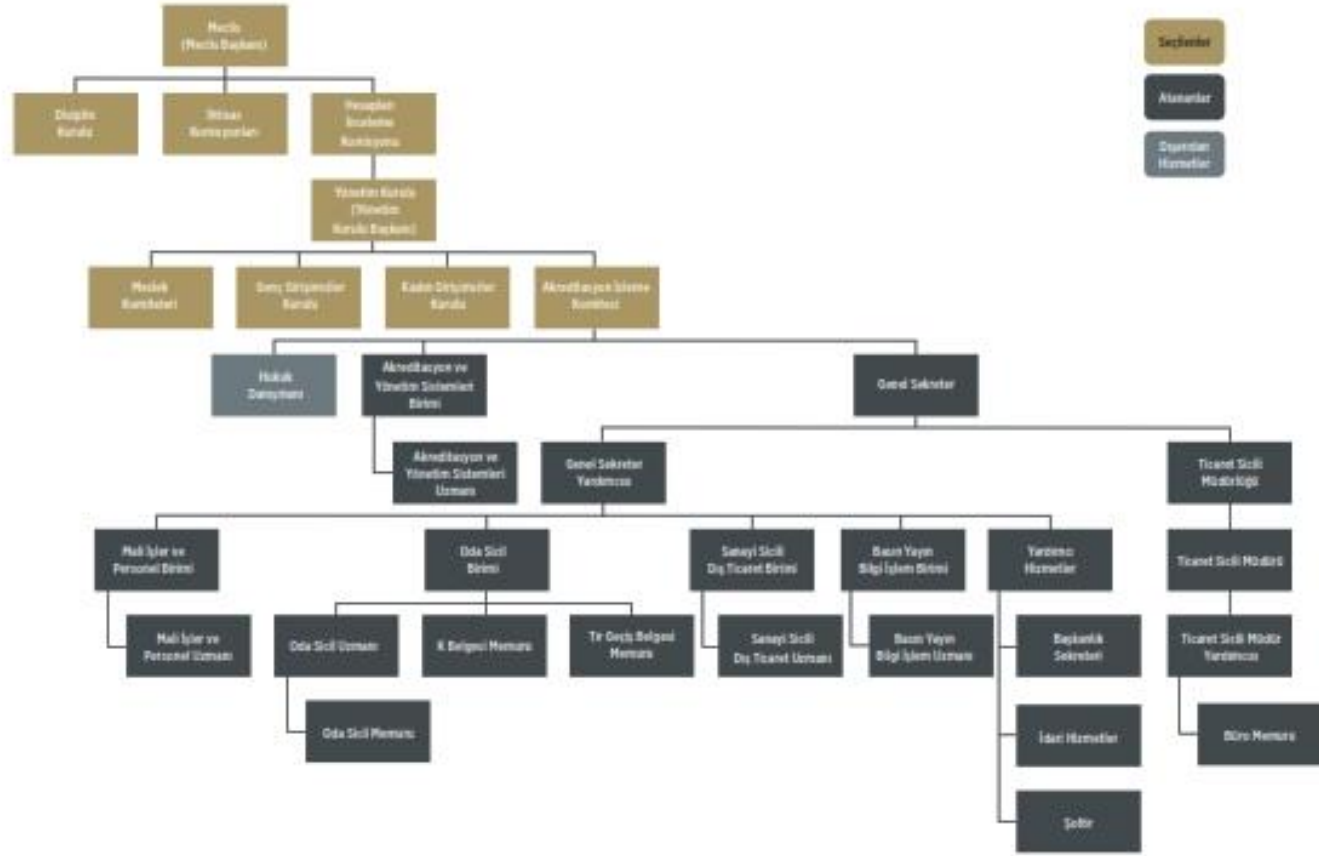 Meclis
(Meclis Başkanı)
Seçilenler
Atananlar
Dışarıdan
Hizmetler
Disiplin
Kurulu
İhtisas
Komisyonları
Hesapları
İnceleme
Komisyonu
Yönetim Kurulu
(Yönetim
Kurulu Başkanı)
Meslek
Komiteleri
Genç Girişimciler
Kurulu
Kadın Girişimciler
Kurulu
Akreditasyon İzleme
Komitesi
Hukuk
Danışmanı
Akreditasyon ve
Yönetim Sistemleri
Birimi
Genel Sekreter
Akreditasyon ve
Yönetim Sistemleri
Uzmanı
Genel Sekreter
Yardımcısı
Ticaret Sicili
Müdürlüğü
Mali İşler ve
Personel Birimi
Oda Sicil
Birimi
Sanayi Sicili
Dış Ticaret Birimi
Basın Yayın
Bilgi İşlem Birimi
Yardımcı
Hizmetler
Ticaret Sicili Müdürü
Mali İşler ve
Personel Uzmanı
Oda Sicil Uzmanı
K Belgesi Memuru
Tır Geçiş Belgesi
Memuru
Sanayi Sicili
Dış Ticaret Uzmanı
Basın Yayın
Bilgi İşlem Uzmanı
Başkanlık
Sekreteri
Ticaret Sicili Müdür
Yardımcısı
Oda Sicil Memuru
İdari Hizmetler
Büro Memuru
Şoför